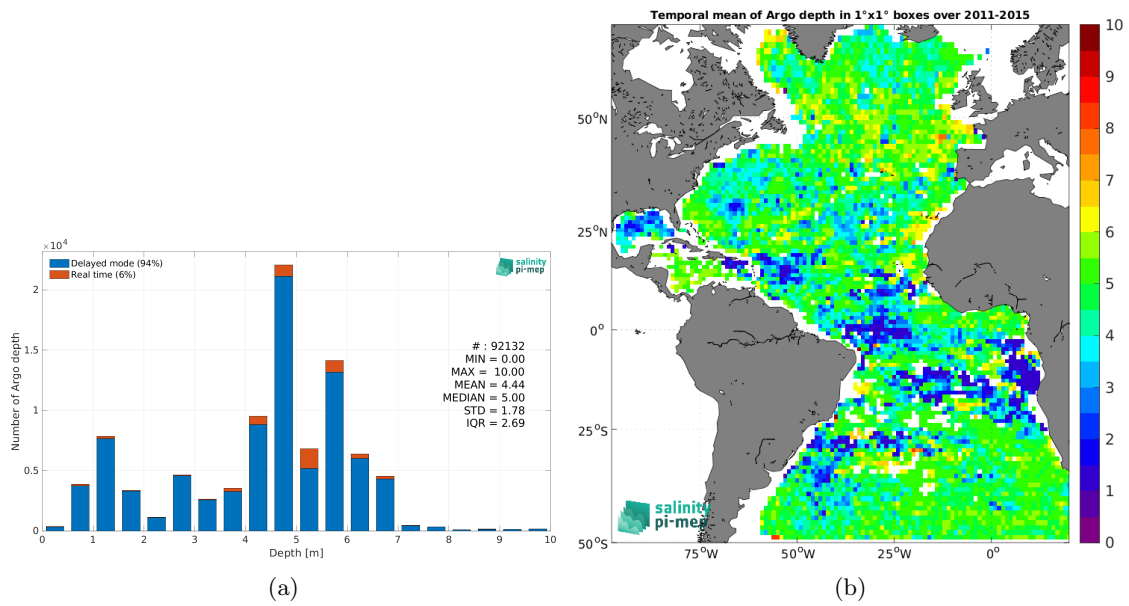 ×10⁴
Delayed mode (94%)
Real time (6%)
salinity
pi-mep
Number of Argo depth
2
1.5
1
0.5
0
# : 92132
MIN = 0.00
MAX = 10.00
MEAN = 4.44
MEDIAN = 5.00
STD = 1.78
IQR = 2.69
0 1 2 3 4 5 6 7 8 9 10
Depth [m]
(a)
Temporal mean of Argo depth in 1°x1° boxes over 2011-2015
50°N
25°N
0°
25°S
50°S
75°W 50°W 25°W 0°
salinity
pi-mep
10
9
8
7
6
5
4
3
2
1
0
(b)